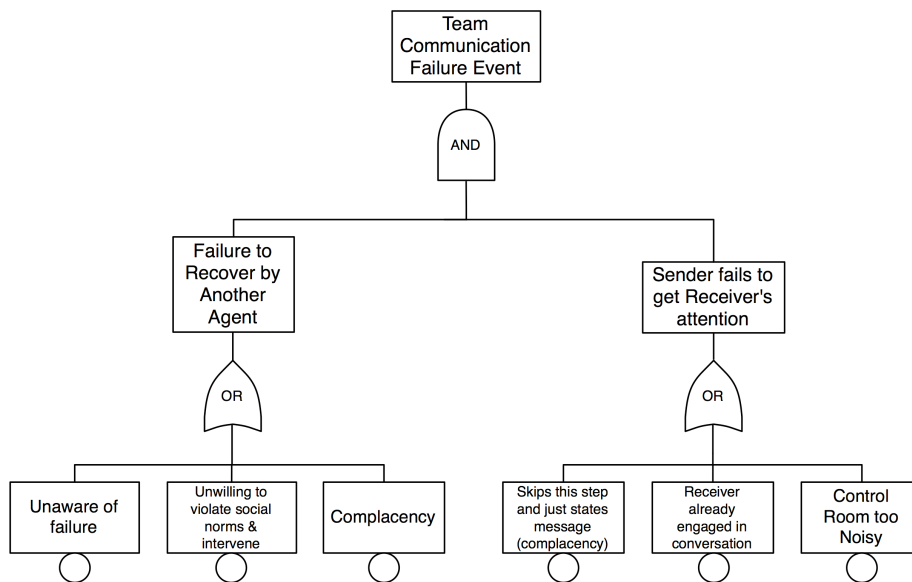 Team
Communication
Failure Event
AND
Failure to
Recover by
Another
Agent
Sender fails to
get Receiver's
attention
OR
OR
Unaware of
failure
Unwilling to
violate social
norms &
intervene
Complacency
Skips this step
and just states
message
(complacency)
Receiver
already
engaged in
conversation
Control
Room too
Noisy